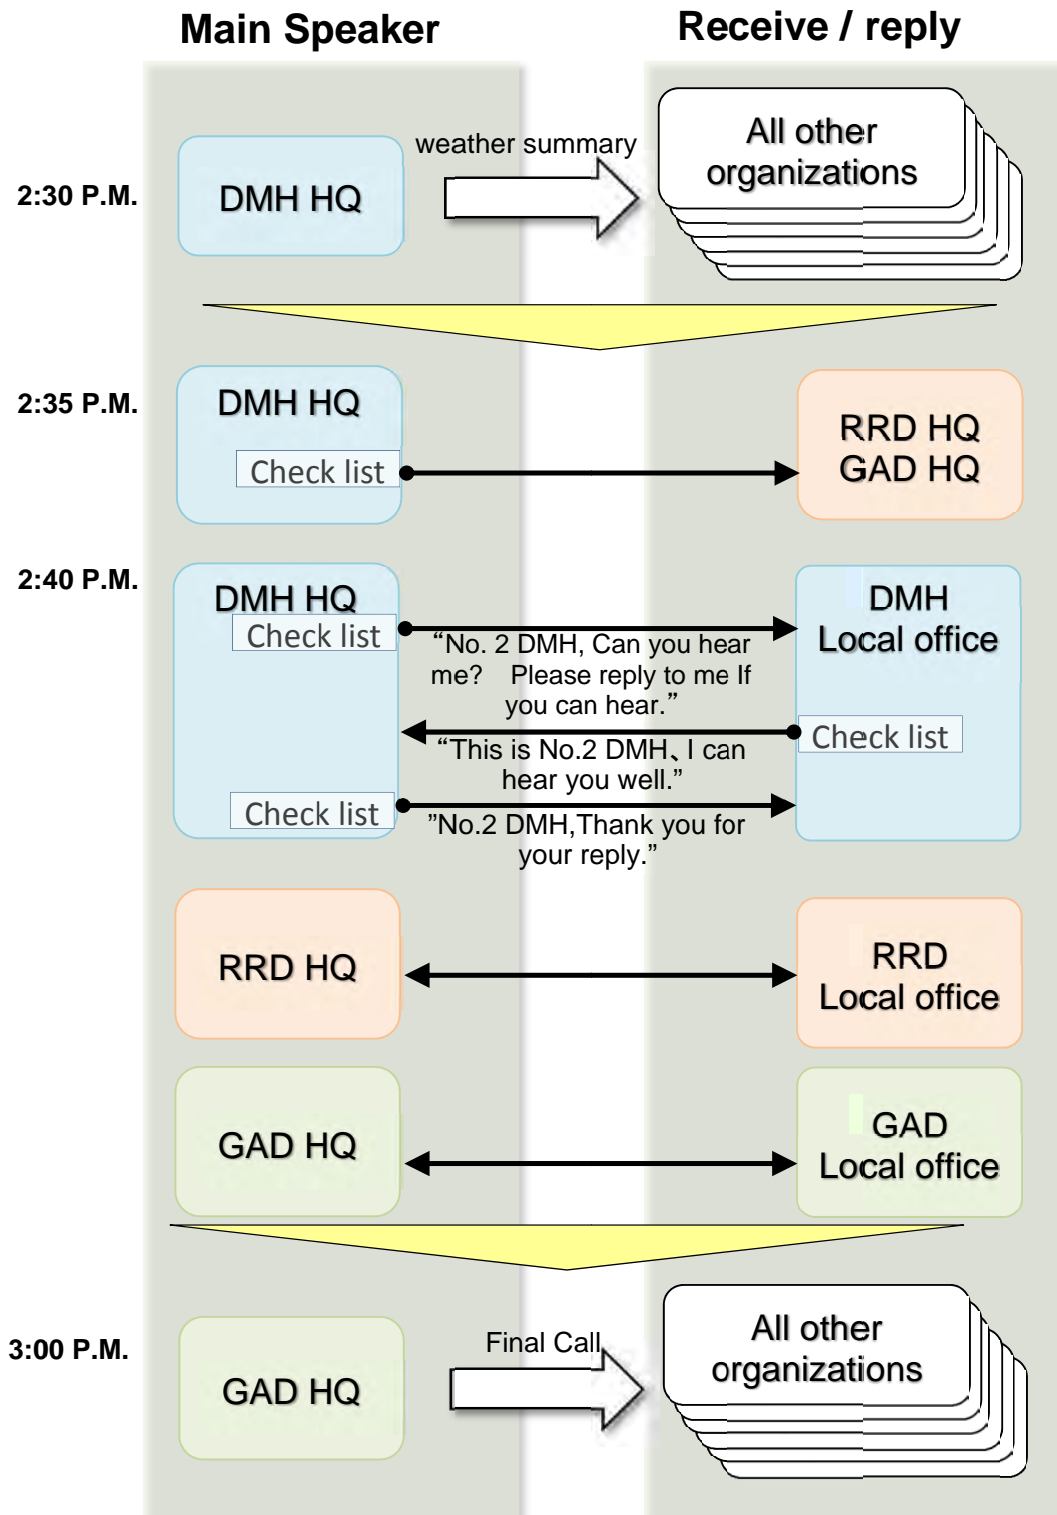 Main Speaker
Receive / reply
2:30 P.M.
DMH HQ
weather summary
All other
organizations
2:35 P.M.
DMH HQ
Check list
RRD HQ
GAD HQ
2:40 P.M.
DMH HQ
Check list
DMH
Local office
“No. 2 DMH, Can you hear
me?　Please reply to me If
you can hear.”
Check list
“This is No.2 DMH、I can
hear you well.”
Check list
”No.2 DMH,Thank you for
your reply.”
RRD HQ
RRD
Local office
GAD HQ
GAD
Local office
3:00 P.M.
GAD HQ
Final Call
All other
organizations